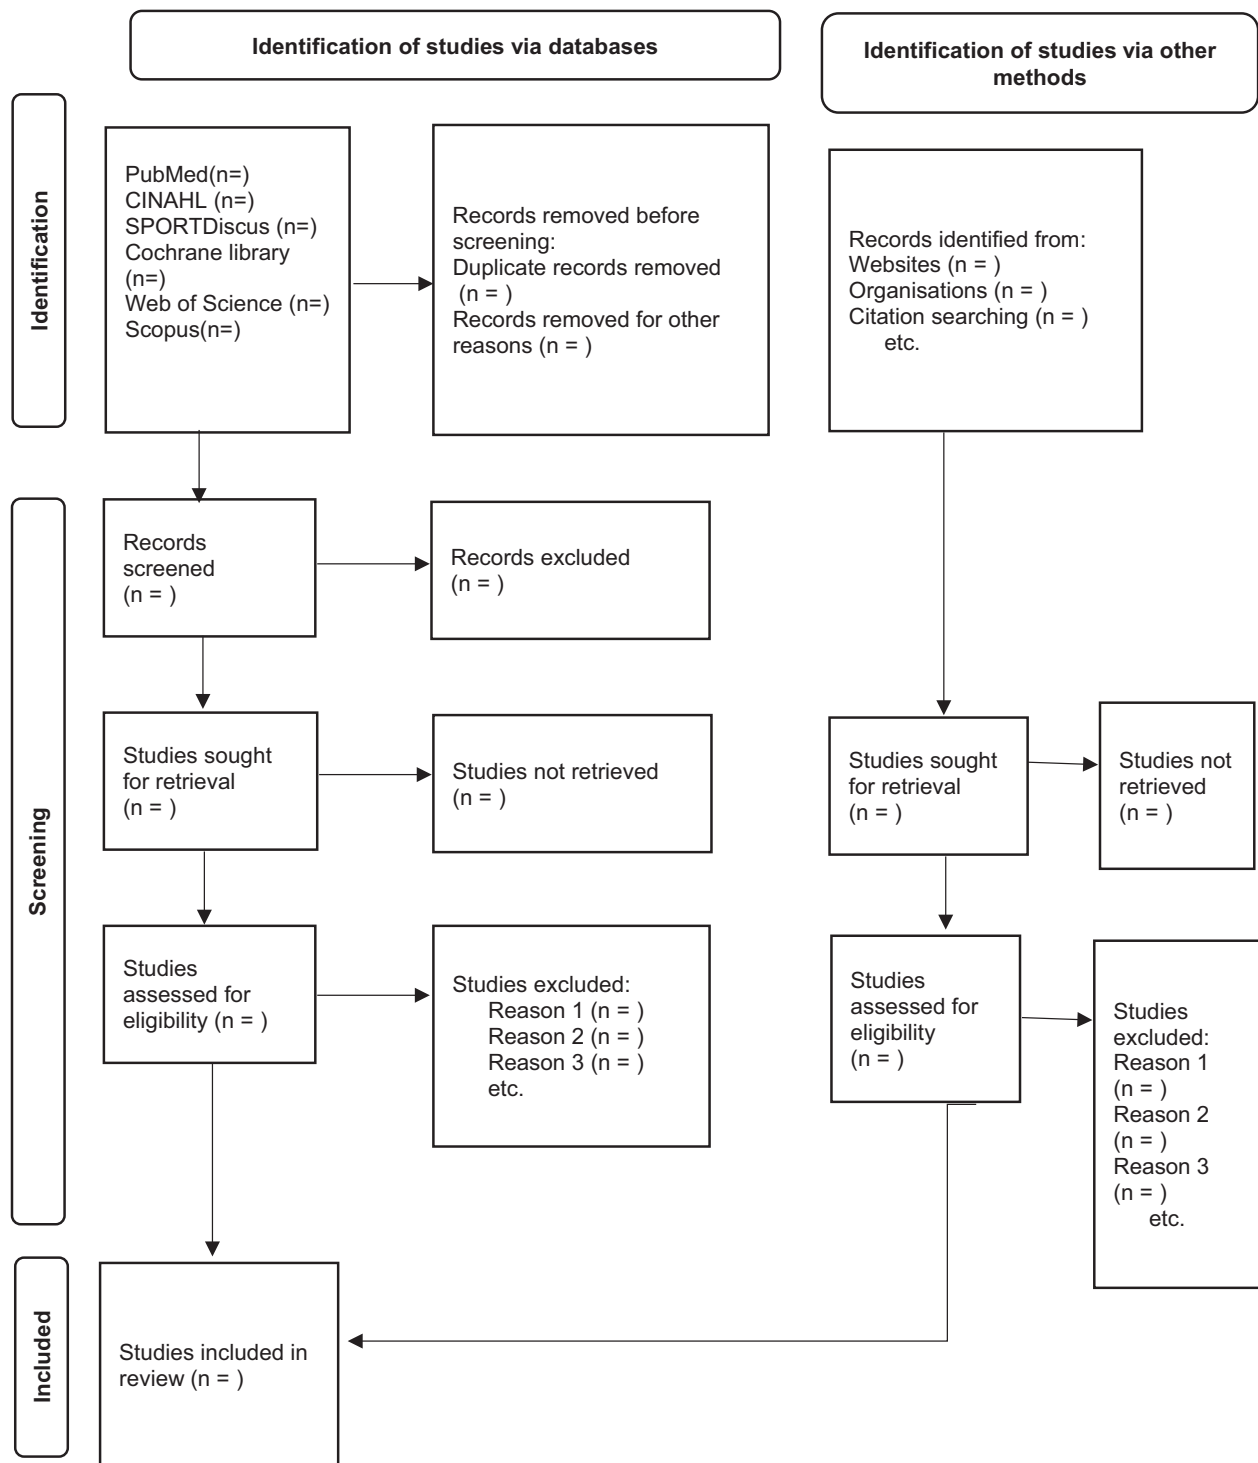 Identification of studies via databases
Identification of studies via other
methods
Identification
PubMed(n=)
CINAHL (n=)
SPORTDiscus (n=)
Cochrane library
(n=)
Web of Science (n=)
Scopus(n=)
Records removed before
screening:
Duplicate records removed
(n = )
Records removed for other
reasons (n = )
Records identified from:
Websites (n = )
Organisations (n = )
Citation searching (n = )
etc.
Screening
Records
screened
(n = )
Records excluded
(n = )
Studies sought
for retrieval
(n = )
Studies not retrieved
(n = )
Studies sought
for retrieval
(n = )
Studies not
retrieved
(n = )
Studies
assessed for
eligibility (n = )
Studies excluded:
Reason 1 (n = )
Reason 2 (n = )
Reason 3 (n = )
etc.
Studies
assessed for
eligibility
(n = )
Studies
excluded:
Reason 1
(n = )
Reason 2
(n = )
Reason 3
(n = )
etc.
Included
Studies included in
review (n = )